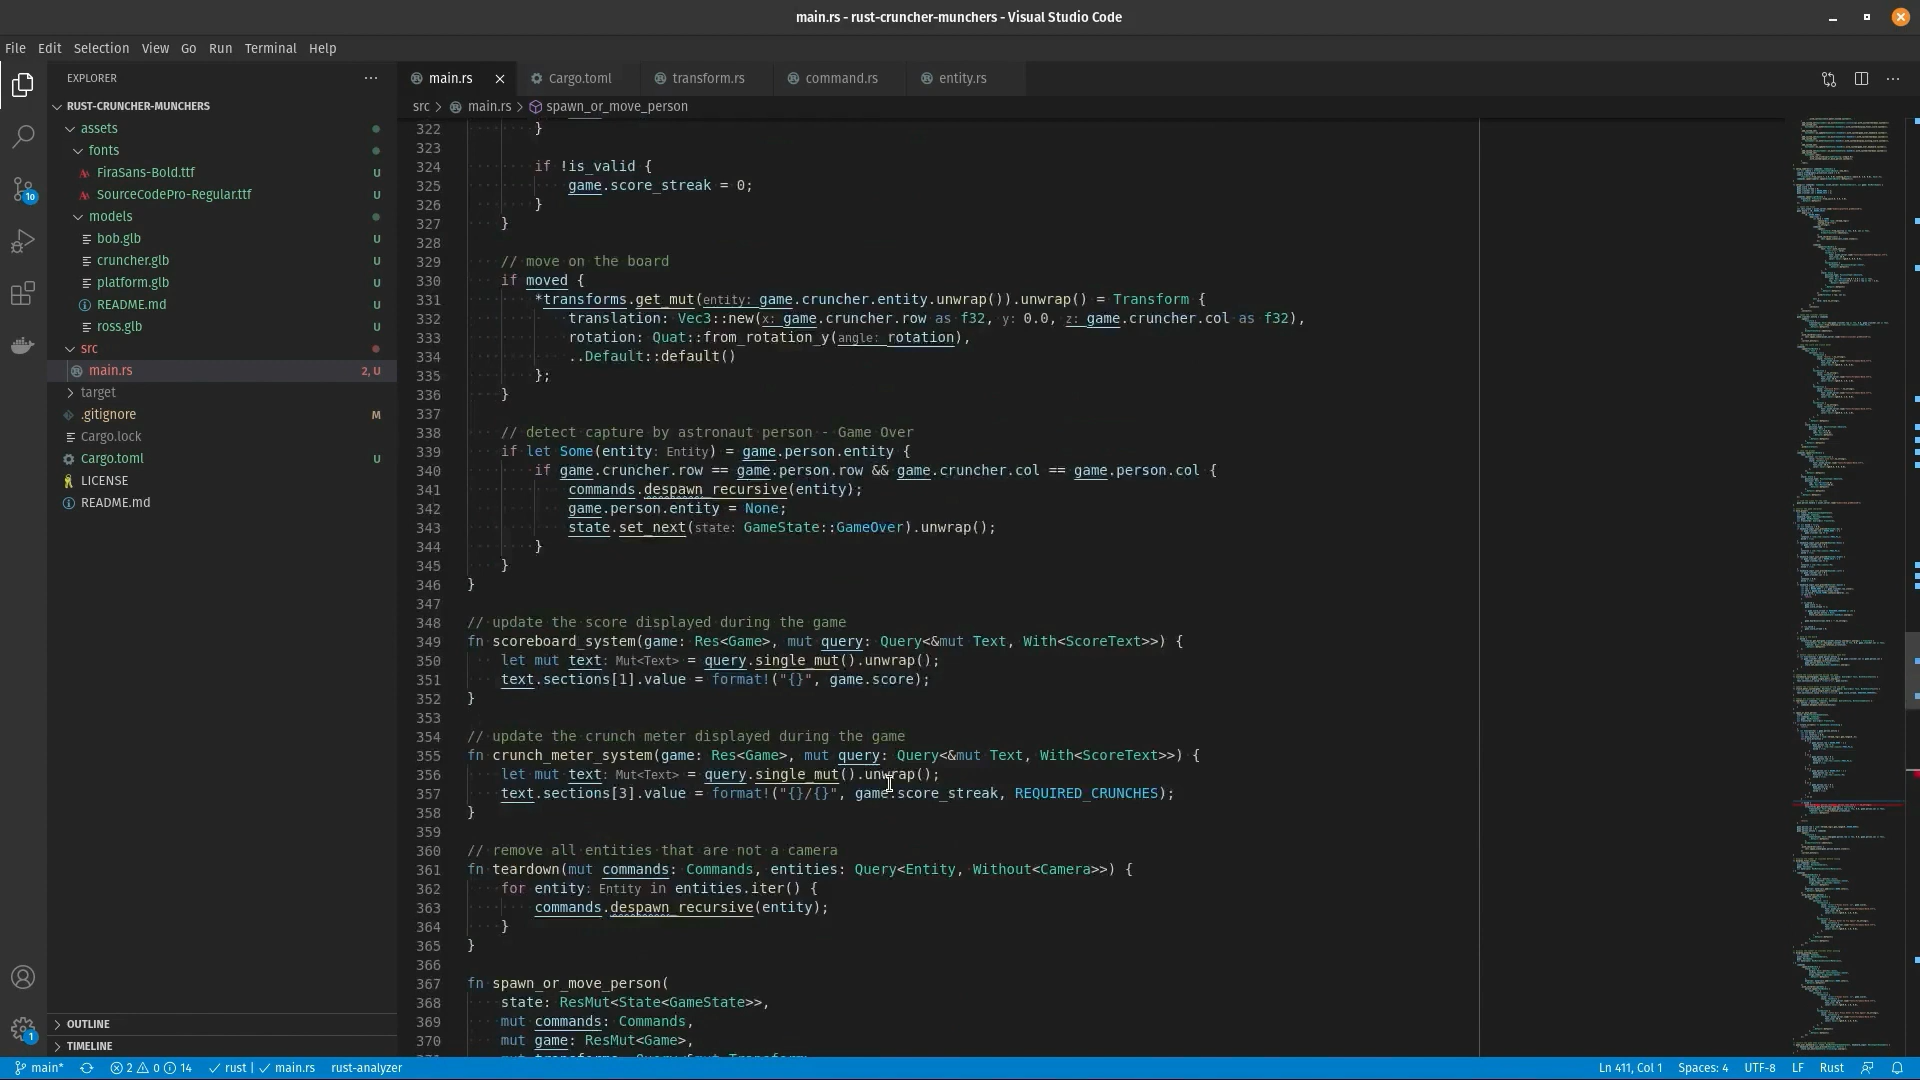 main.rs - rust-cruncher-munchers - Visual Studio Code
File Edit Selection View Go Run Terminal Help
EXPLORER
RUST-CRUNCHER-MUNCHERS
assets
fonts
FiraSans-Bold.ttf U
SourceCodePro-Regular.ttf U
models
bob.glb U
cruncher.glb U
platform.glb U
README.md U
ross.glb U
src
main.rs 2, U
target
.gitignore M
Cargo.lock
Cargo.toml U
LICENSE
README.md
OUTLINE
TIMELINE
10
1
main.rs Cargo.toml transform.rs command.rs entity.rs
src > main.rs > spawn_or_move_person
322 }
323
324 if !is_valid {
325 game.score_streak = 0;
326 }
327 }
328
329 // move on the board
330 if moved {
331 *transforms.get_mut(entity: game.cruncher.entity.unwrap()).unwrap() = Transform {
332 translation: Vec3::new(x: game.cruncher.row as f32, y: 0.0, z: game.cruncher.col as f32),
333 rotation: Quat::from_rotation_y(angle: rotation),
334 ..Default::default()
335 };
336 }
337
338 // detect capture by astronaut person - Game Over
339 if let Some(entity: Entity) = game.person.entity {
340 if game.cruncher.row == game.person.row && game.cruncher.col == game.person.col {
341 commands.despawn_recursive(entity);
342 game.person.entity = None;
343 state.set_next(state: GameState::GameOver).unwrap();
344 }
345 }
346 }
347
348 // update the score displayed during the game
349 fn scoreboard_system(game: Res<Game>, mut query: Query<&mut Text, With<ScoreText>>) {
350 let mut text: Mut<Text> = query.single_mut().unwrap();
351 text.sections[1].value = format!("{}", game.score);
352 }
353
354 // update the crunch meter displayed during the game
355 fn crunch_meter_system(game: Res<Game>, mut query: Query<&mut Text, With<ScoreText>>) {
356 let mut text: Mut<Text> = query.single_mut().unwrap();
357 text.sections[3].value = format!("{}/{}", game.score_streak, REQUIRED_CRUNCHES);
358 }
359
360 // remove all entities that are not a camera
361 fn teardown(mut commands: Commands, entities: Query<Entity, Without<Camera>>) {
362 for entity: Entity in entities.iter() {
363 commands.despawn_recursive(entity);
364 }
365 }
366
367 fn spawn_or_move_person(
368 state: ResMut<State<GameState>>,
369 mut commands: Commands,
370 mut game: ResMut<Game>,
main* 2 0 14 rust | main.rs rust-analyzer Ln 411, Col 1 Spaces: 4 UTF-8 LF Rust